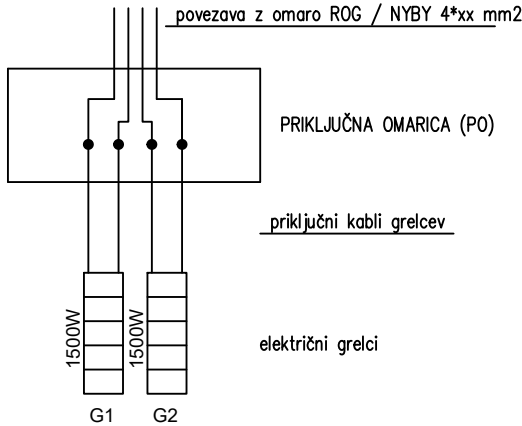 povezava z omaro ROG / NYBY 4*xx mm2
PRIKLJUČNA OMARICA (PO)
priključni kabli grelcev
1500W
1500W
električni grelci
G1
G2